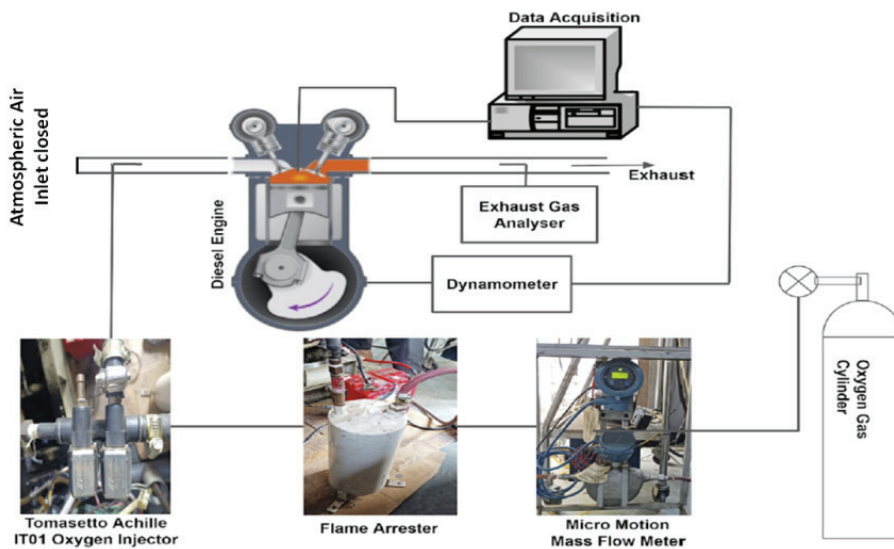 Data Acquisition
Atmospheric Air
Inlet closed
Exhaust
Exhaust Gas
Analyser
Diesel Engine
Dynamometer
Oxygen Gas
Cylinder
Tomasetto Achille
IT01 Oxygen Injector
Flame Arrester
Micro Motion
Mass Flow Meter